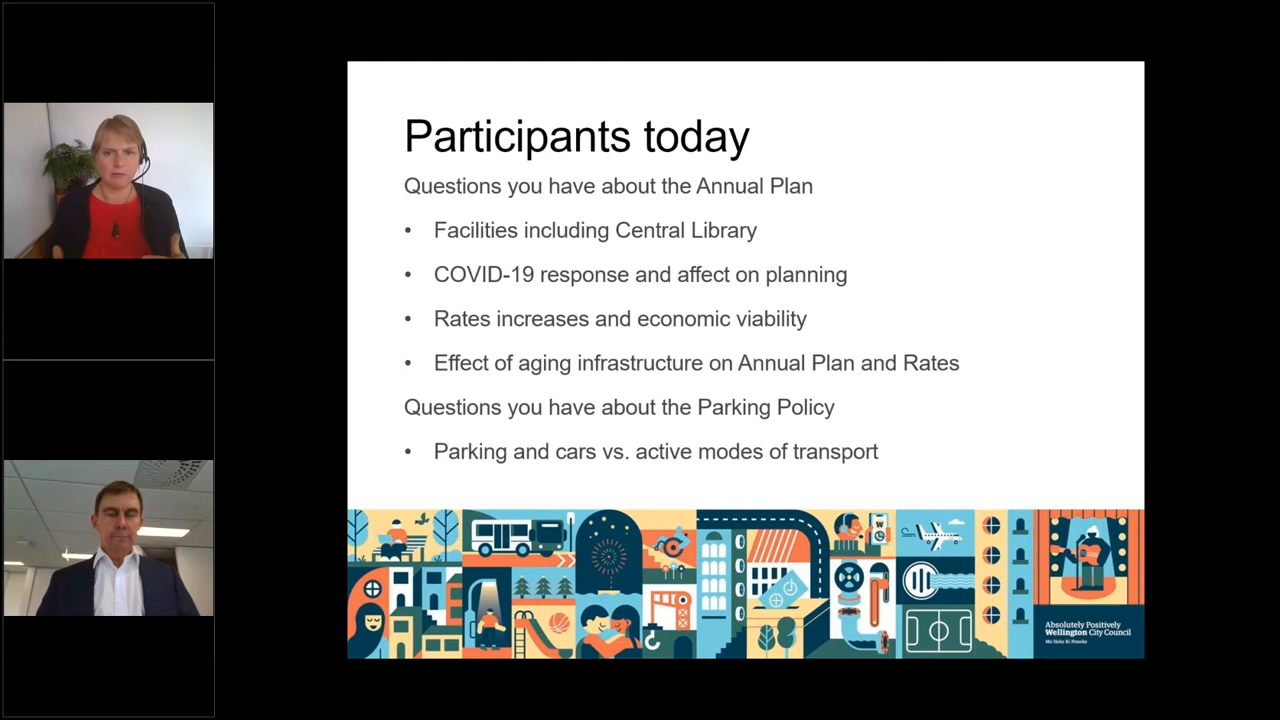 Participants today
Questions you have about the Annual Plan
• Facilities including Central Library
• COVID-19 response and affect on planning
• Rates increases and economic viability
• Effect of aging infrastructure on Annual Plan and Rates
Questions you have about the Parking Policy
• Parking and cars vs. active modes of transport
W
Absolutely Positively
Wellington City Council
Me Heke Ki Pōneke